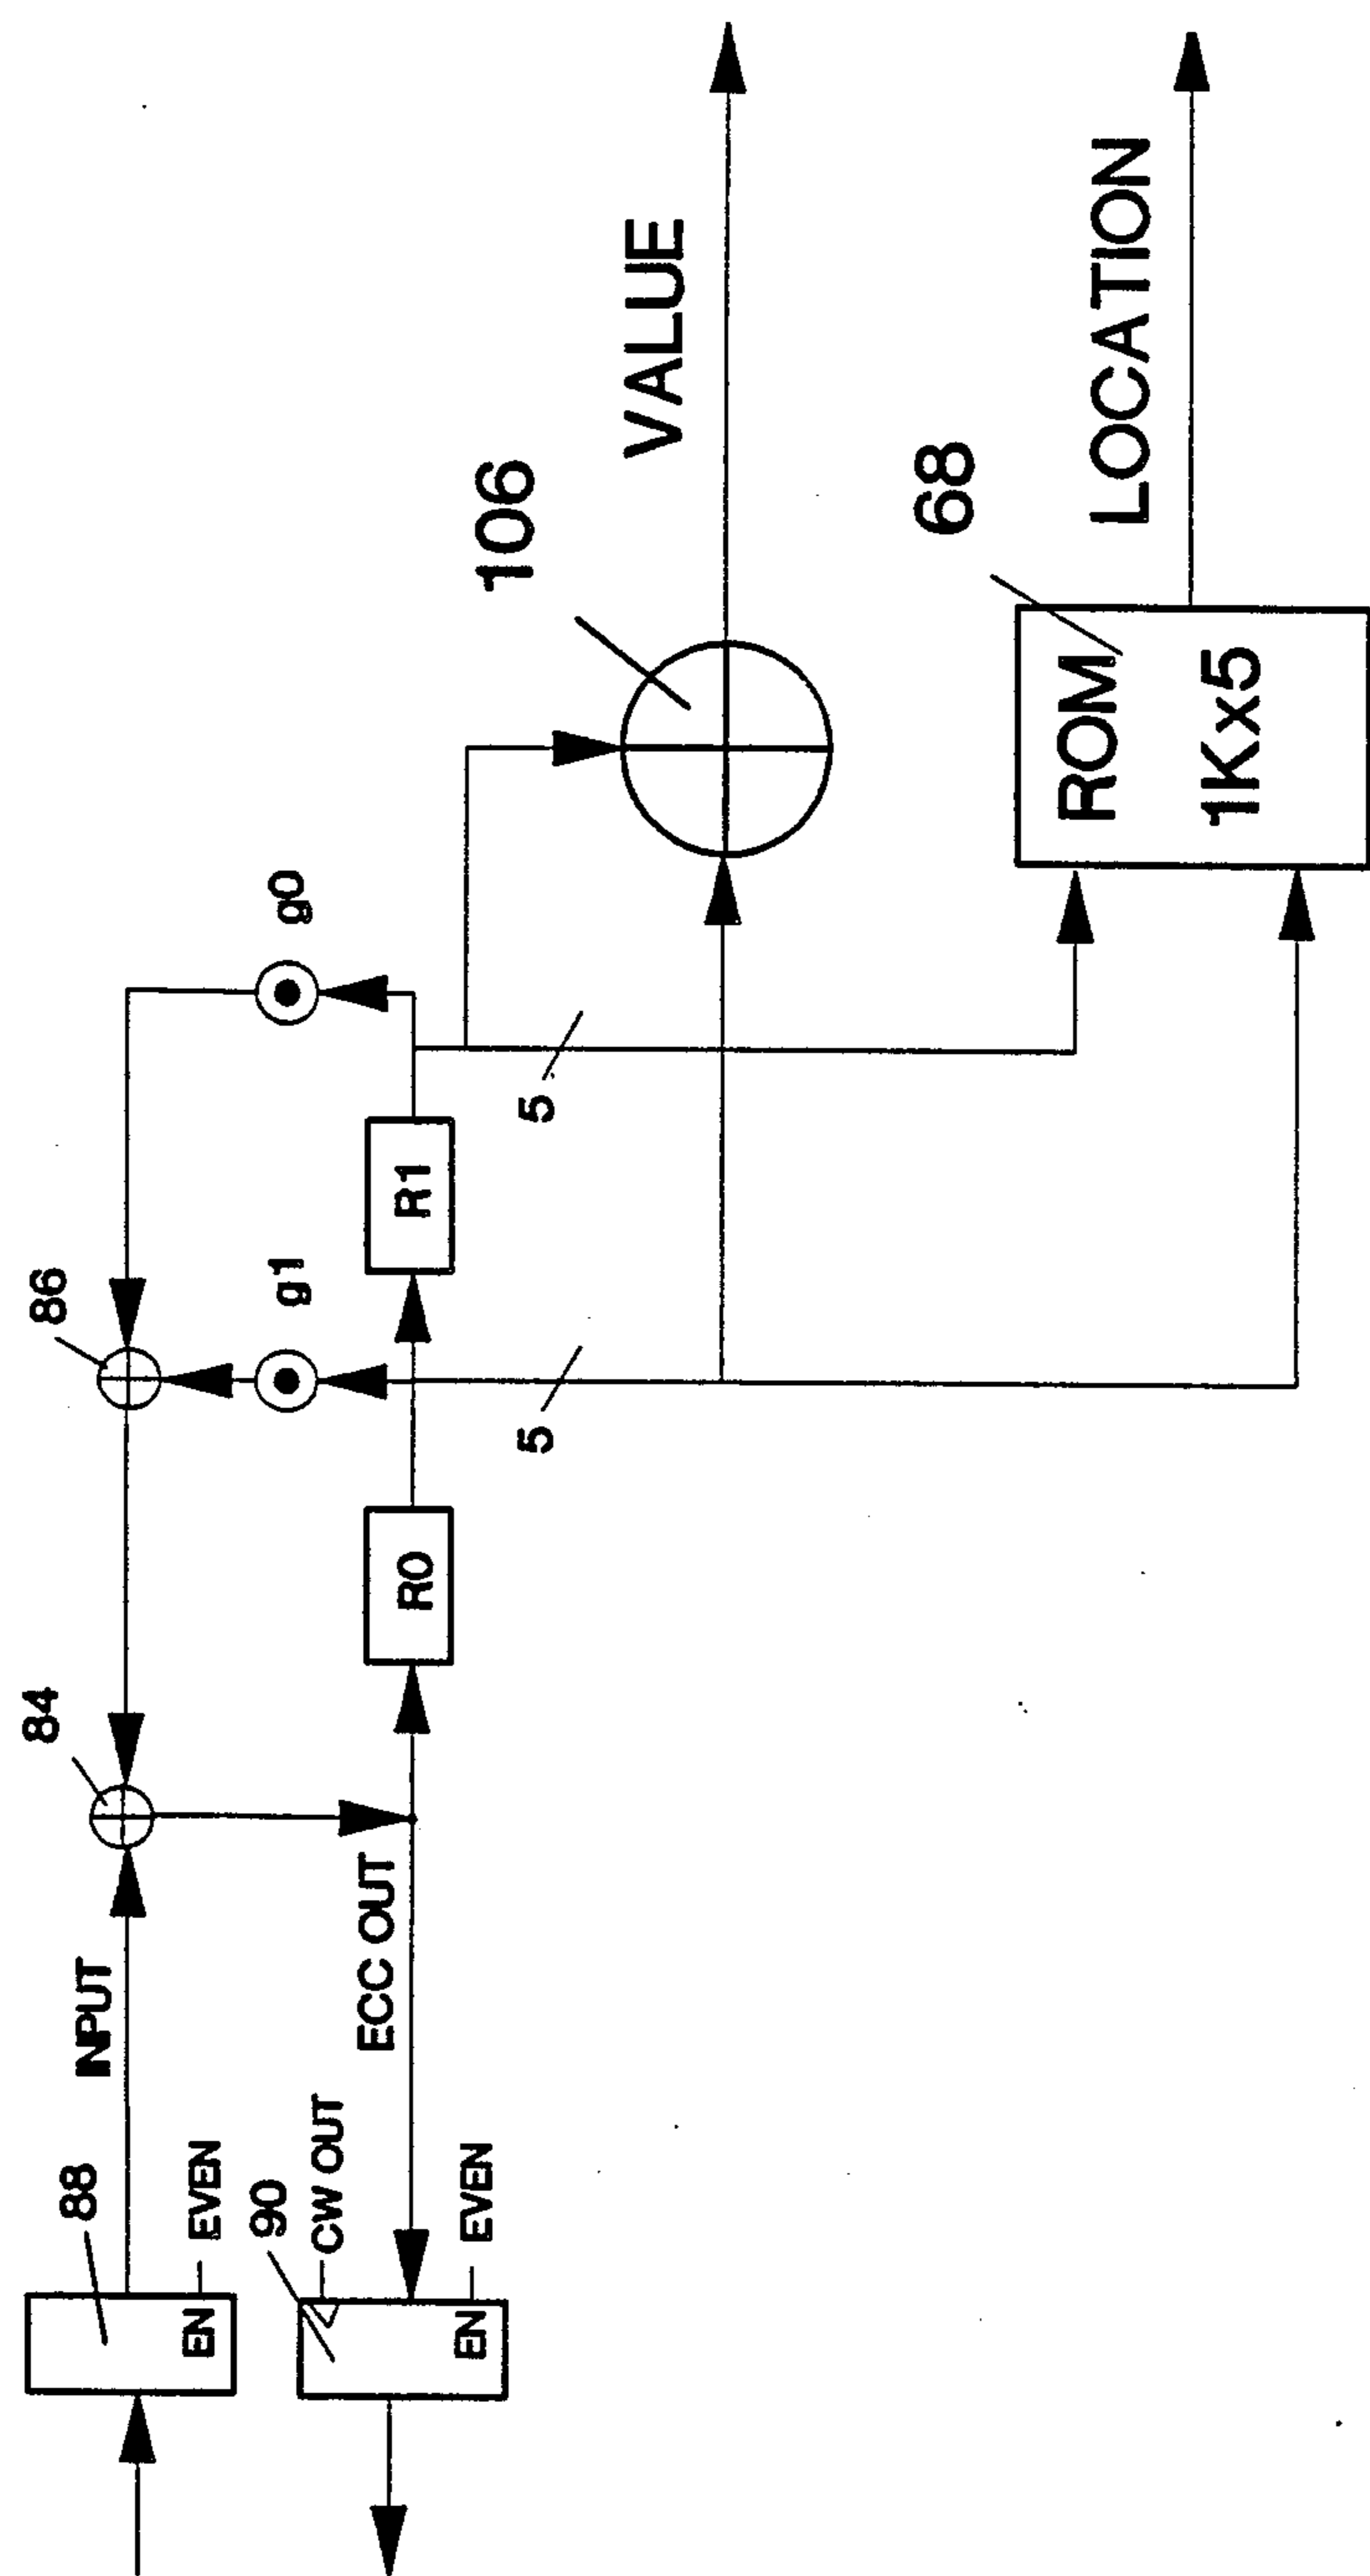 88
INPUT
84
86
EN
EVEN
g1
g0
90
CW OUT
ECC OUT
R0
R1
EN
EVEN
5
5
106
VALUE
68
ROM
1Kx5
LOCATION